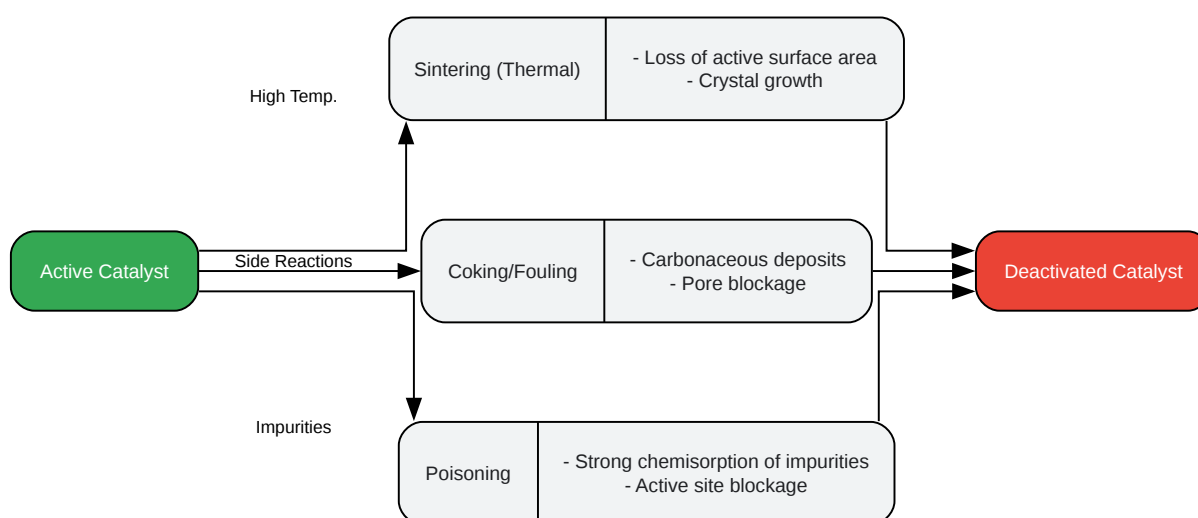 Sintering (Thermal)
- Loss of active surface area
- Crystal growth
High Temp.
Active Catalyst
Side Reactions
Coking/Fouling
- Carbonaceous deposits
- Pore blockage
Deactivated Catalyst
Impurities
Poisoning
- Strong chemisorption of impurities
- Active site blockage